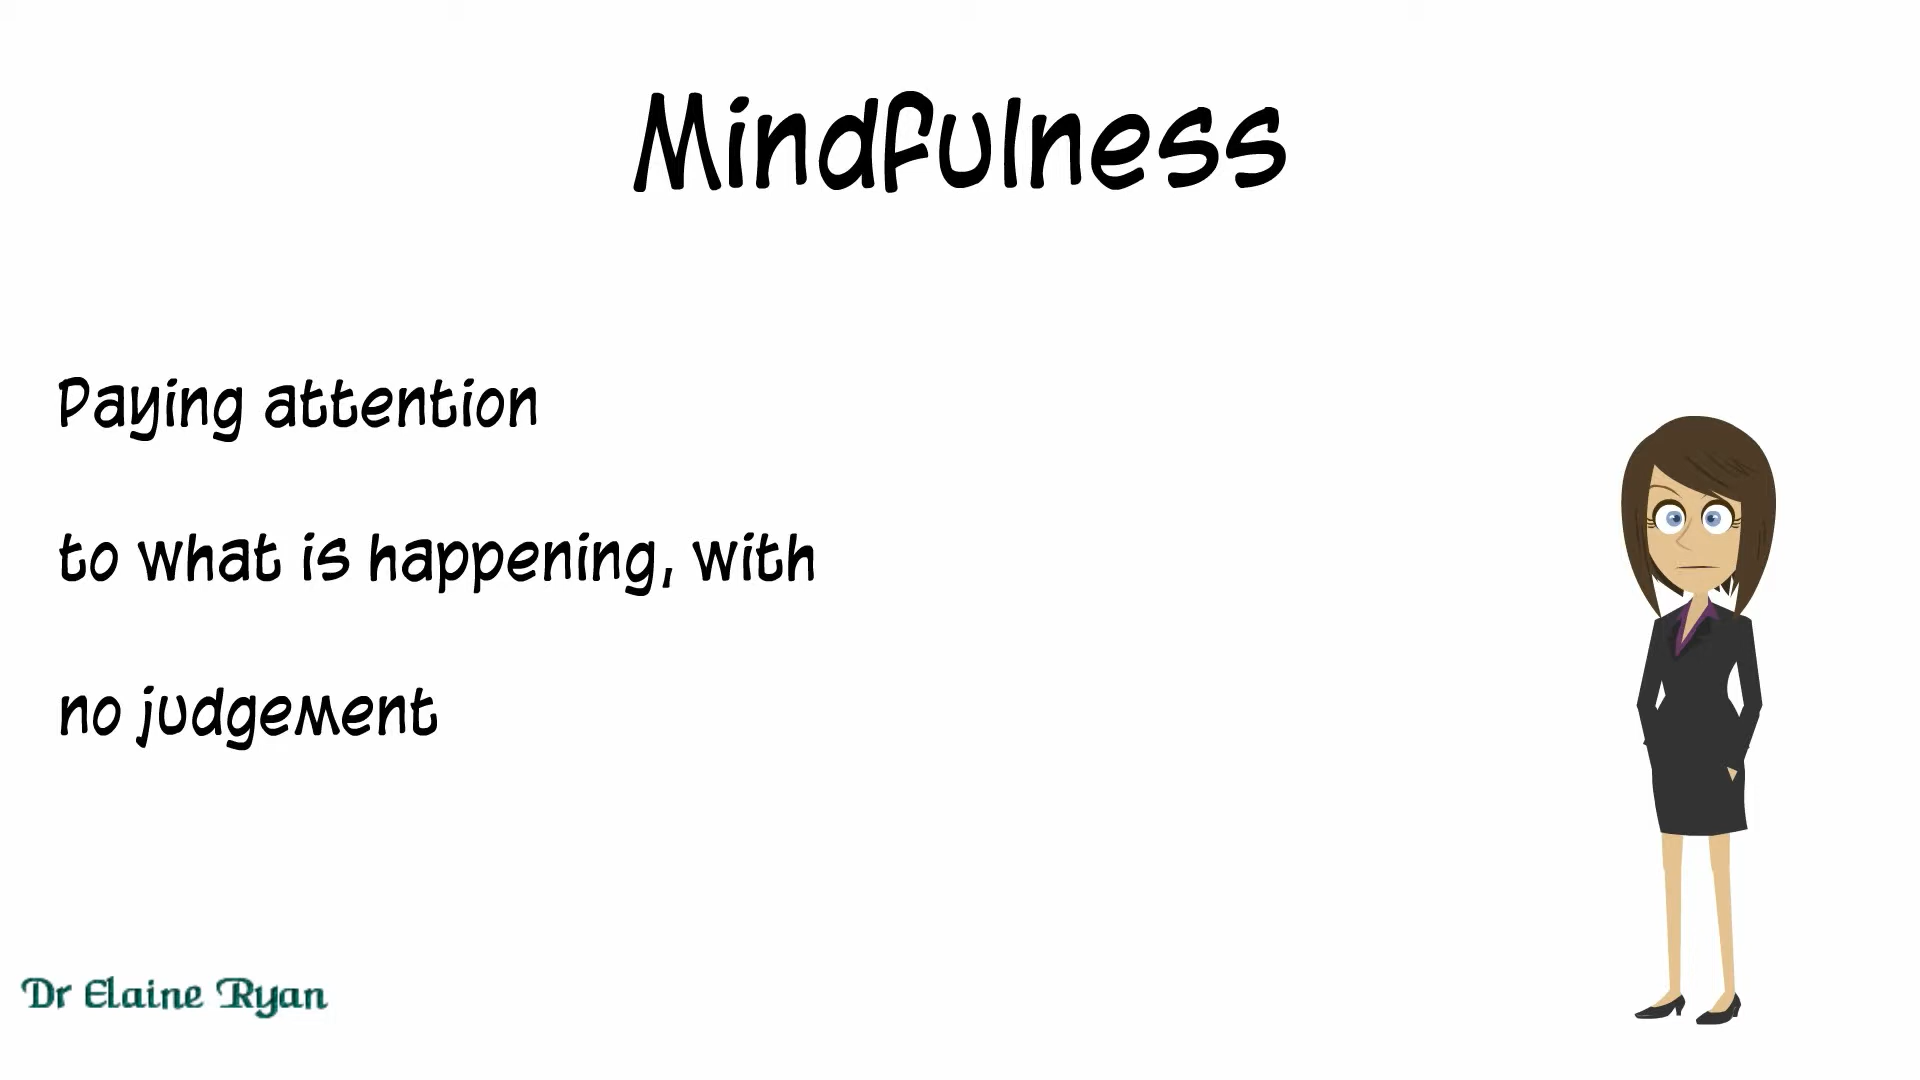 Mindfulness
Paying attention
to what is happening, with
no judgement
Dr Elaine Ryan